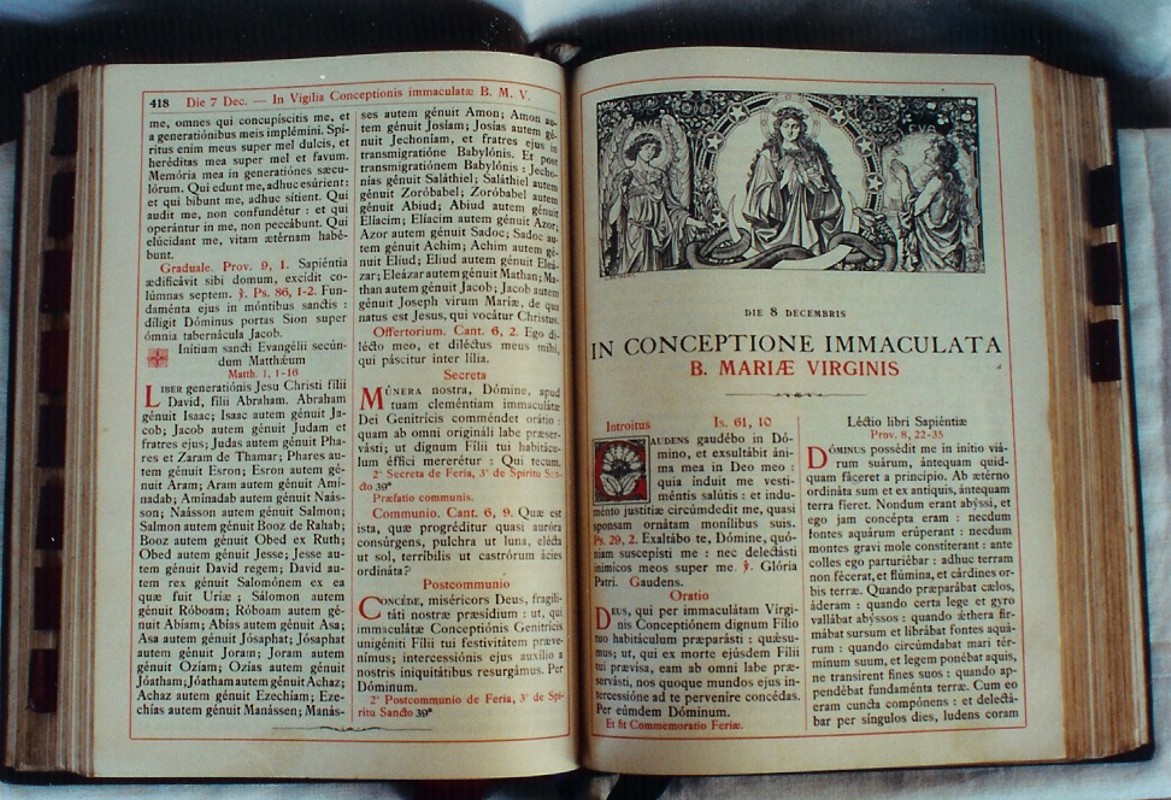 418 Die 7 Dec. — In Vigilia Conceptionis immaculatæ B. M. V.
me, omnes qui concupíscitis me, et
a generatiónibus meis implémini. Spí-
ritus enim meus super mel dulcis, et
heréditas mea super mel et favum.
Memória mea in generatiónes sæcu-
lórum. Qui edunt me, adhuc esúrient:
et qui bibunt me, adhuc sítient. Qui
audit me, non confundétur : et qui
operántur in me, non peccábunt. Qui
elúcidant me, vitam ætérnam habé-
bunt.
Graduale. Prov. 9, 1. Sapiéntia
ædificávit sibi domum, excídit co-
lúmnas septem. ℣. Ps. 86, 1-2. Fun-
daménta ejus in móntibus sanctis :
díligit Dóminus portas Sion super
ómnia tabernácula Jacob.
Inítium sancti Evangélii secún-
dum Matthæum
Matth. 1, 1-16
LIBER generatiónis Jesu Christi fílii
David, fílii Abraham. Abraham
génuit Isaac; Isaac autem génuit Ja-
cob; Jacob autem génuit Judam et
fratres ejus; Judas autem génuit Pha-
res et Zaram de Thamar; Phares au-
tem génuit Esron; Esron autem gé-
nuit Aram; Aram autem génuit Ami-
nadab; Amínadab autem génuit Naás-
son; Naásson autem génuit Salmon;
Salmon autem génuit Booz de Rahab;
Booz autem génuit Obed ex Ruth;
Obed autem génuit Jesse; Jesse au-
tem génuit David regem; David au-
tem rex génuit Salomónem ex ea
quæ fuit Uriæ ; Sálomon autem
génuit Róboam; Róboam autem gé-
nuit Abíam; Abías autem génuit Asa;
Asa autem génuit Jósaphat; Jósaphat
autem génuit Joram; Joram autem
génuit Ozíam; Ozías autem génuit
Jóatham; Jóatham autem génuit Achaz;
Achaz autem génuit Ezechíam; Eze-
chías autem génuit Manássen; Manás-
ses autem génuit Amon; Amon au-
tem génuit Josíam; Josías autem gé-
nuit Jechoníam, et fratres ejus in
transmigratióne Babylónis. Et post
transmigratiónem Babylónis : Jecho-
nías génuit Saláthiel; Saláthiel autem
génuit Zoróbabel; Zoróbabel autem
génuit Abiud; Abiud autem génuit
Elíacim; Elíacim autem génuit Azor;
Azor autem génuit Sadoc; Sadoc au-
tem génuit Achim; Achim autem gé-
nuit Eliud; Eliud autem génuit Eleá-
zar; Eleázar autem génuit Mathan; Ma-
than autem génuit Jacob; Jacob autem
génuit Joseph virum Mariæ, de qua
natus est Jesus, qui vocátur Christus.
Offertorium. Cant. 6, 2. Ego di-
lécto meo, et diléctus meus mihi,
qui páscitur inter lília.
Secreta
MÚNERA nostra, Dómine, apud
tuam cleméntiam immaculátæ
Dei Genitrícis comméndet orátio :
quam ab omni origináli labe præser-
vásti; ut dignum Fílii tui habitácu-
lum éffici mererétur : Qui tecum.
2ª Secreta de Feria, 3ª de Spiritu San-
cto 39*
Præfatio communis.
Communio. Cant. 6, 9. Quæ est
ista, quæ progréditur quasi auróra
consúrgens, pulchra ut luna, elécta
ut sol, terríbilis ut castrórum ácies
ordináta?
Postcommunio
CONCÉDE, miséricors Deus, fragili-
táti nostræ præsídium : ut, qui
immaculátæ Conceptiónis Genitrícis
unigéniti Fílii tui festivitátem præve-
nímus; intercessiónis ejus auxílio a
nostris iniquitátibus resurgámus. Per
Dóminum.
2ª Postcommunio de Feria, 3ª de Spi-
ritu Sancto 39*
DIE 8 DECEMBRIS
IN CONCEPTIONE IMMACULATA
B. MARIÆ VIRGINIS
Introitus Is. 61, 10
GAUDENS gaudébo in Dó-
mino, et exsultábit áni-
ma mea in Deo meo :
quia índuit me vesti-
méntis salútis : et indu-
ménto justítiæ circúmdedit me, quasi
sponsam ornátam monílibus suis.
Ps. 29, 2. Exaltábo te, Dómine, quó-
niam suscepísti me : nec delectásti
inimícos meos super me. ℣. Glória
Patri. Gaudens.
Oratio
DEUS, qui per immaculátam Vírgi-
nis Conceptiónem dignum Fílio
tuo habitáculum præparásti : quǽsu-
mus; ut, qui ex morte ejúsdem Fílii
tui prævísa, eam ab omni labe præ-
servásti, nos quoque mundos ejus in-
tercessióne ad te perveníre concédas.
Per eúmdem Dóminum.
Et fit Commemoratio Feriæ.
Léctio libri Sapiéntiæ
Prov. 8, 22-35
DÓMINUS possédit me in inítio viá-
rum suárum, ántequam quid-
quam fáceret a princípio. Ab ætérno
ordináta sum et ex antíquis, ántequam
terra fíeret. Nondum erant abýssi, et
ego jam concépta eram : necdum
fontes aquárum erúperant : necdum
montes gravi mole constíterant : ante
colles ego parturiébar : adhuc terram
non fécerat, et flúmina, et cárdines or-
bis terræ. Quando præparábat cælos,
áderam : quando certa lege et gyro
vallábat abýssos : quando ǽthera fir-
mábat sursum et librábat fontes aquá-
rum : quando circúmdabat mari tér-
minum suum, et legem ponébat aquis,
ne transírent fines suos : quando ap-
pendébat fundaménta terræ. Cum eo
eram cuncta compónens : et delectá-
bar per síngulos dies, ludens coram